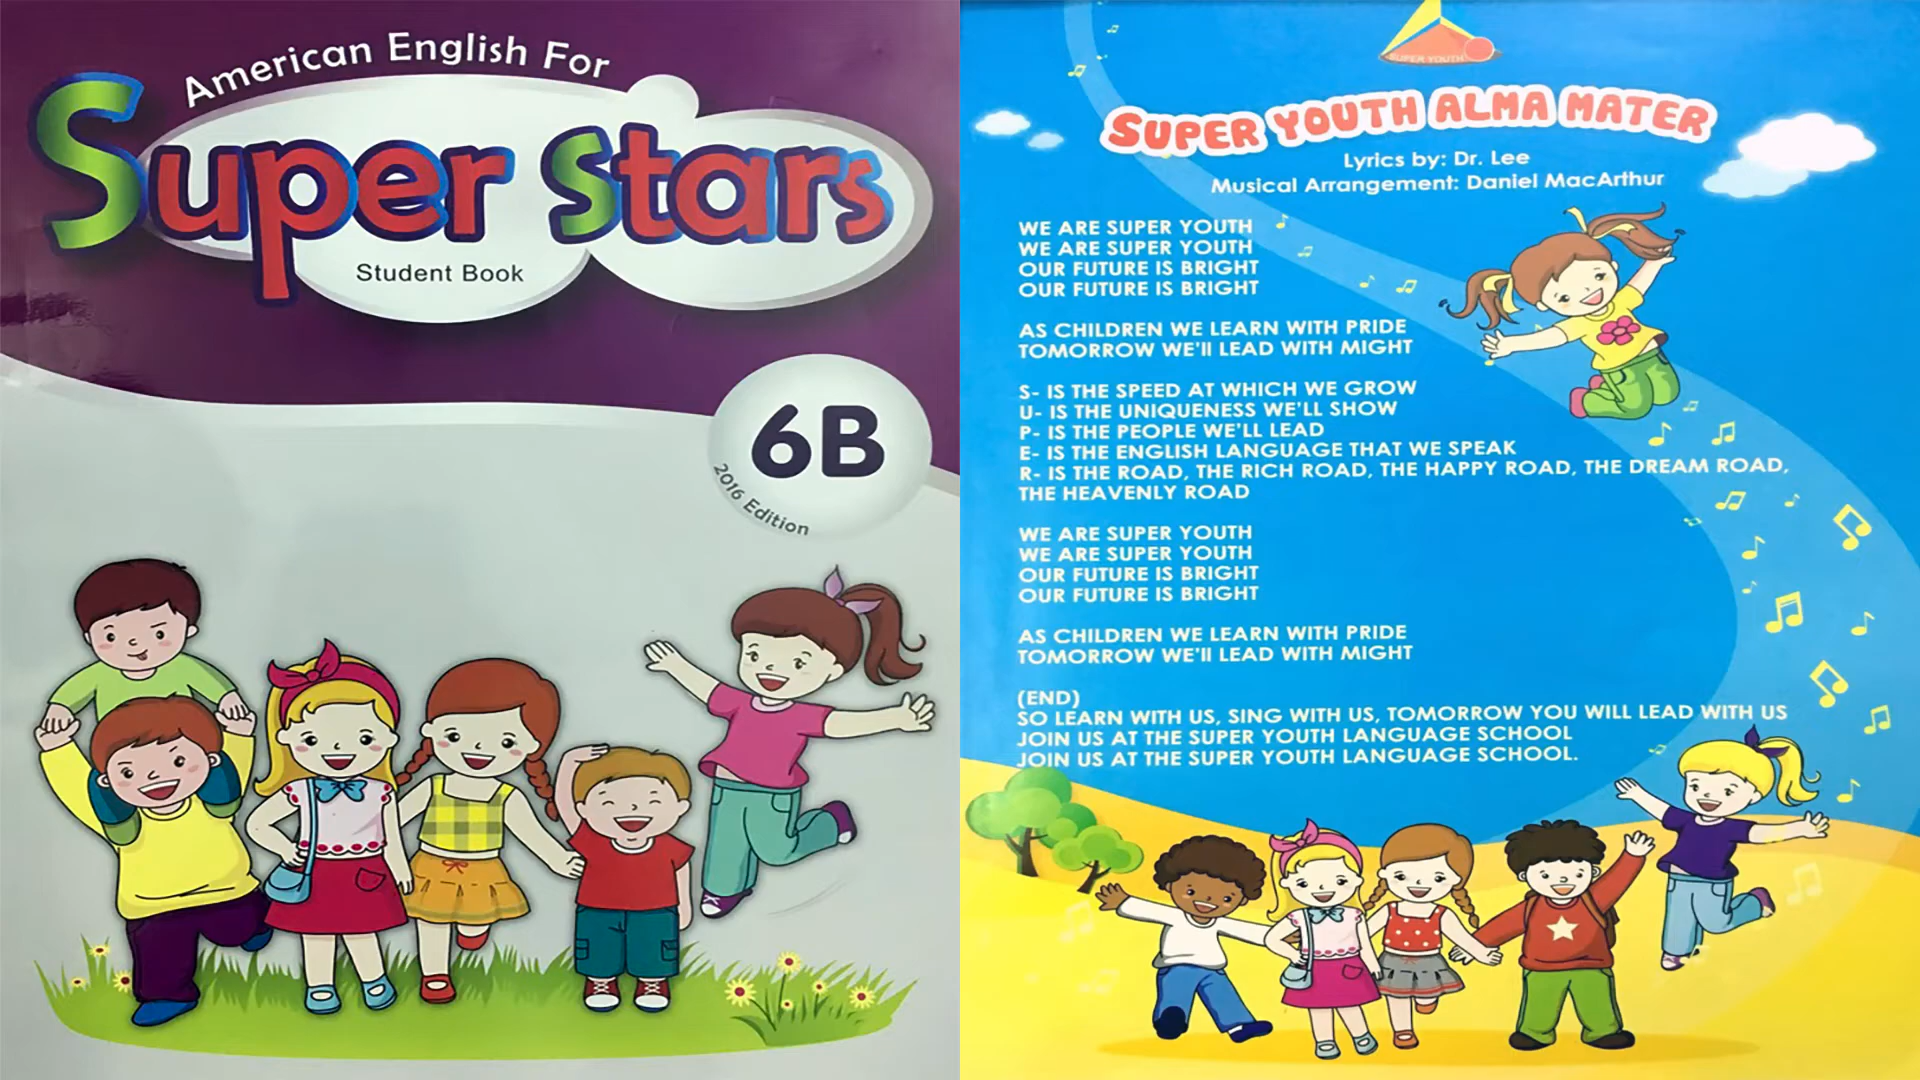 American English For
Super Stars
Student Book
6B
2016 Edition
SUPER YOUTH
SUPER YOUTH ALMA MATER
Lyrics by: Dr. Lee
Musical Arrangement: Daniel MacArthur
WE ARE SUPER YOUTH
WE ARE SUPER YOUTH
OUR FUTURE IS BRIGHT
OUR FUTURE IS BRIGHT
AS CHILDREN WE LEARN WITH PRIDE
TOMORROW WE'll LEAD WITH MIGHT
S- IS THE SPEED AT WHICH WE GROW
U- IS THE UNIQUENESS WE'LL SHOW
P- IS THE PEOPLE WE'LL LEAD
E- IS THE ENGLISH LANGUAGE THAT WE SPEAK
R- IS THE ROAD, THE RICH ROAD, THE HAPPY ROAD, THE DREAM ROAD,
THE HEAVENLY ROAD
WE ARE SUPER YOUTH
WE ARE SUPER YOUTH
OUR FUTURE IS BRIGHT
OUR FUTURE IS BRIGHT
AS CHILDREN WE LEARN WITH PRIDE
TOMORROW WE'll LEAD WITH MIGHT
(END)
SO LEARN WITH US, SING WITH US, TOMORROW YOU WILL LEAD WITH US
JOIN US AT THE SUPER YOUTH LANGUAGE SCHOOL
JOIN US AT THE SUPER YOUTH LANGUAGE SCHOOL.